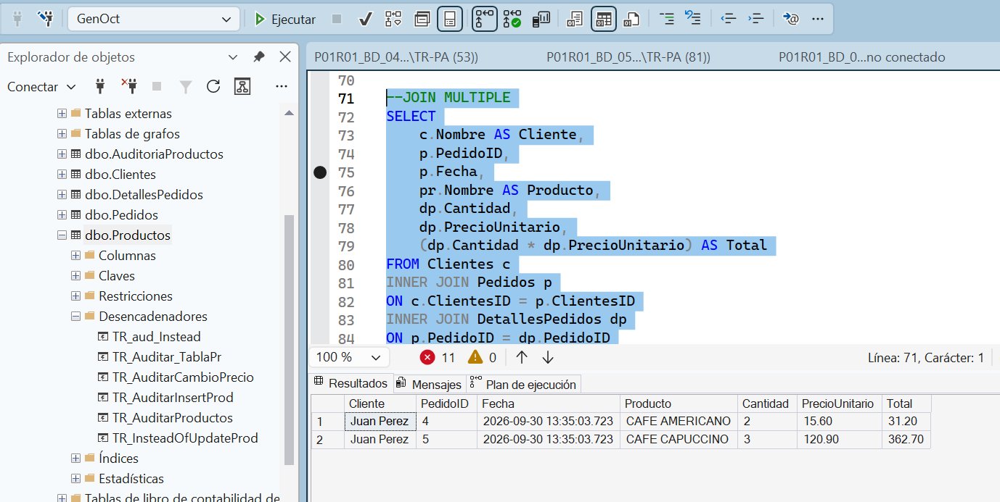 GenOct
Ejecutar
Explorador de objetos
P01R01_BD_04...\TR-PA (53))
P01R01_BD_05...\TR-PA (81))
P01R01_BD_0...no conectado
Conectar
Tablas externas
Tablas de grafos
dbo.AuditoriaProductos
dbo.Clientes
dbo.DetallesPedidos
dbo.Pedidos
dbo.Productos
Columnas
Claves
Restricciones
Desencadenadores
TR_aud_Instead
TR_Auditar_TablaPr
TR_AuditarCambioPrecio
TR_AuditarInsertProd
TR_AuditarProductos
TR_InsteadOfUpdateProd
Índices
Estadísticas
Tablas de libro de contabilidad de
70
71 --JOIN MULTIPLE
72 SELECT
73 c.Nombre AS Cliente,
74 p.PedidoID,
75 p.Fecha,
76 pr.Nombre AS Producto,
77 dp.Cantidad,
78 dp.PrecioUnitario,
79 (dp.Cantidad * dp.PrecioUnitario) AS Total
80 FROM Clientes c
81 INNER JOIN Pedidos p
82 ON c.ClientesID = p.ClientesID
83 INNER JOIN DetallesPedidos dp
84 ON p.PedidoID = dp.PedidoID
100 % 11 0 Línea: 71, Carácter: 1
Resultados Mensajes Plan de ejecución
Cliente PedidoID Fecha Producto Cantidad PrecioUnitario Total
1 Juan Perez 4 2026-09-30 13:35:03.723 CAFE AMERICANO 2 15.60 31.20
2 Juan Perez 5 2026-09-30 13:35:03.723 CAFE CAPUCCINO 3 120.90 362.70